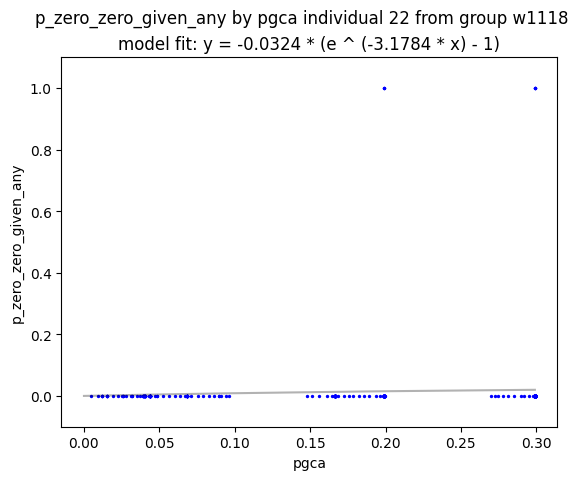 p_zero_zero_given_any by pgca individual 22 from group w1118
model fit: y = -0.0324 * (e ^ (-3.1784 * x) - 1)
p_zero_zero_given_any
1.0
0.8
0.6
0.4
0.2
0.0
0.00 0.05 0.10 0.15 0.20 0.25 0.30
pgca